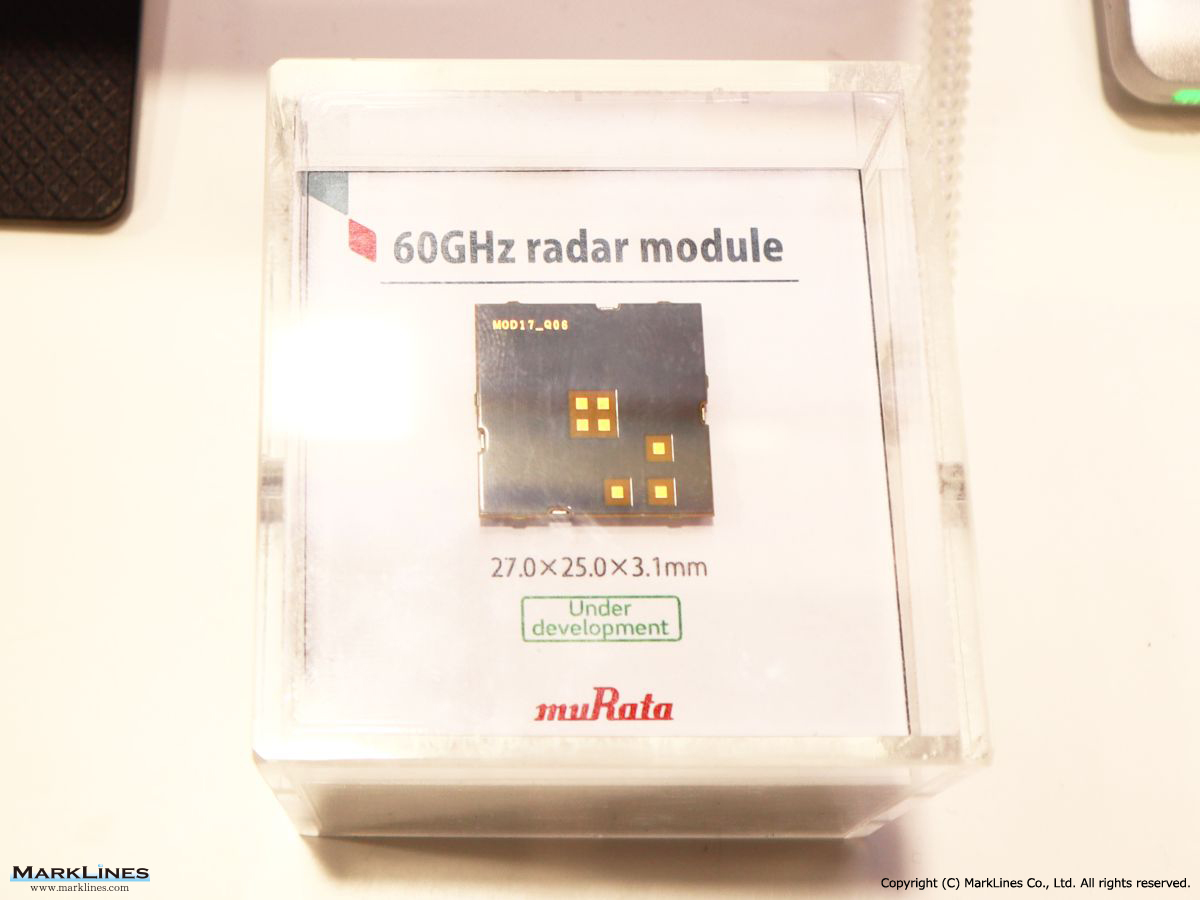 60GHz radar module
MOD17_Q06
27.0×25.0×3.1mm
Under
development
muRata
MARKLINES
www.marklines.com
Copyright (C) MarkLines Co., Ltd. All rights reserved.